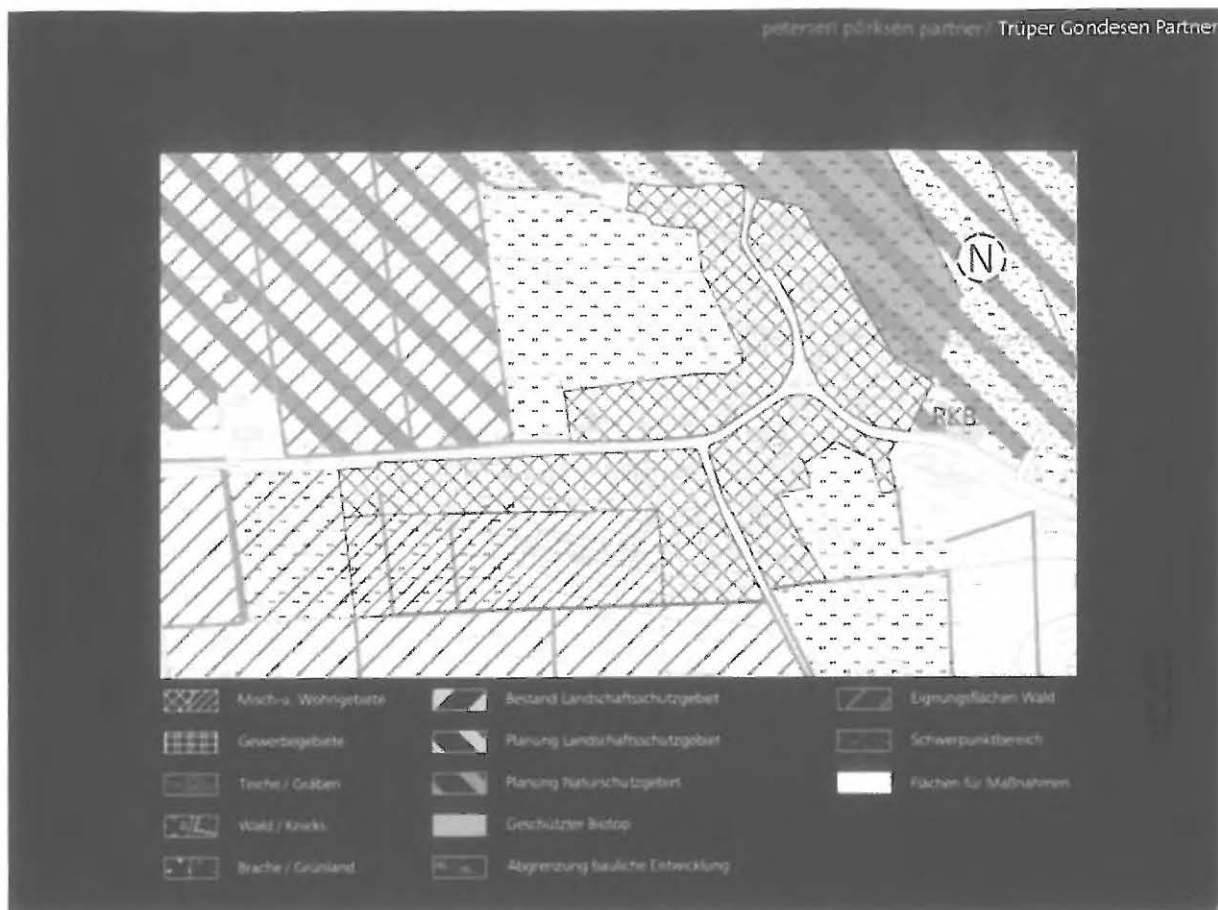 petersen pörksen partner / Trüper Gondesen Partner
N
RKB
Misch-u. Wohngebiete
Gewerbegebiete
Teiche / Gräben
Wald / Knicks
Brache / Grünland
Bestand Landschaftsschutzgebiet
Planung Landschaftsschutzgebiet
Planung Naturschutzgebiet
Geschützter Biotop
Abgrenzung bauliche Entwicklung
Eignungsflächen Wald
Schwerpunktbereich
Flächen für Maßnahmen